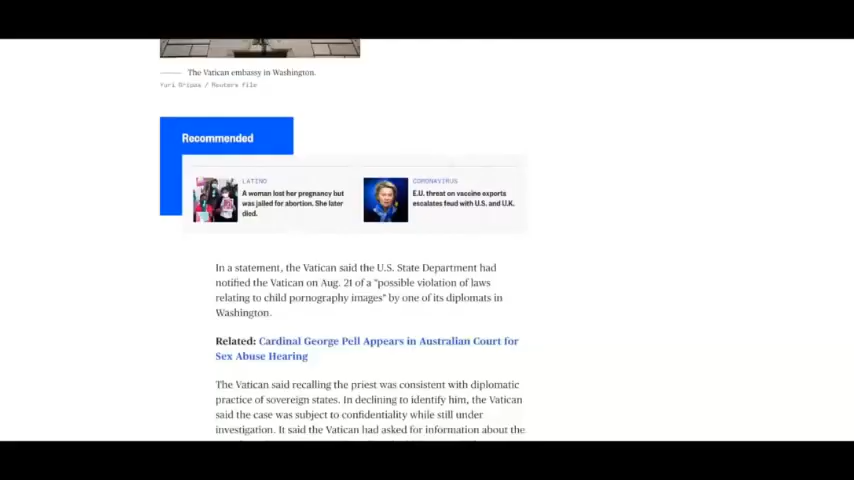 The Vatican embassy in Washington.
Yuri Gripas / Reuters file
Recommended
LATINO
A woman lost her pregnancy but
was jailed for abortion. She later
died.
CORONAVIRUS
E.U. threat on vaccine exports
escalates feud with U.S. and U.K.
In a statement, the Vatican said the U.S. State Department had
notified the Vatican on Aug. 21 of a "possible violation of laws
relating to child pornography images" by one of its diplomats in
Washington.
Related: Cardinal George Pell Appears in Australian Court for
Sex Abuse Hearing
The Vatican said recalling the priest was consistent with diplomatic
practice of sovereign states. In declining to identify him, the Vatican
said the case was subject to confidentiality while still under
investigation. It said the Vatican had asked for information about the